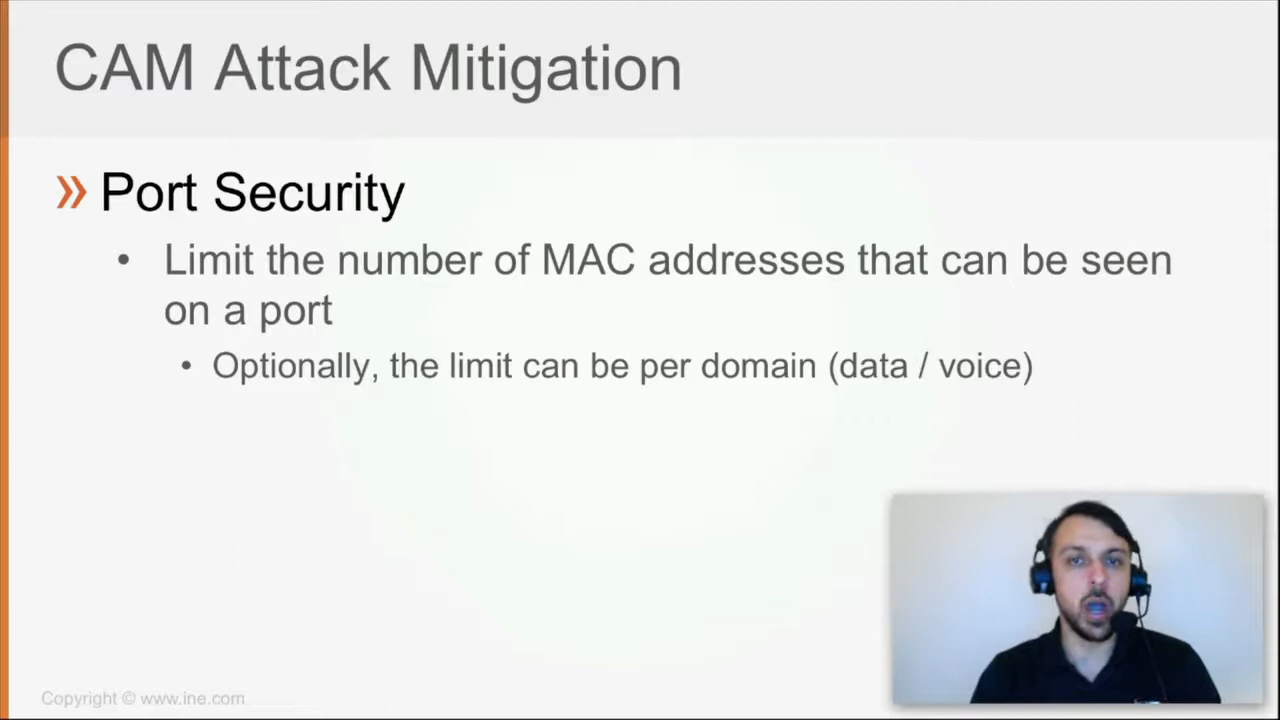 CAM Attack Mitigation
» Port Security
• Limit the number of MAC addresses that can be seen
on a port
• Optionally, the limit can be per domain (data / voice)
Copyright © www.ine.com